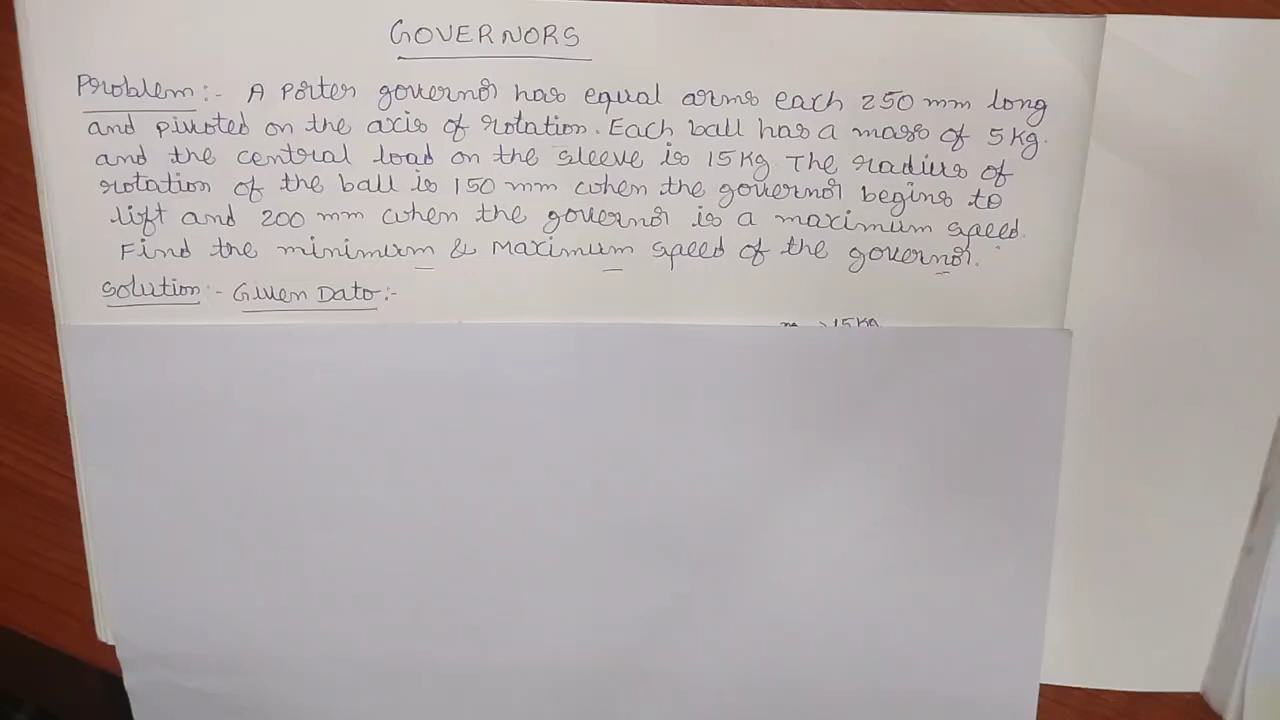 GOVERNORS
Problem:- A Porter governor has equal arms each 250 mm long
and pivoted on the axis of rotation. Each ball has a mass of 5 kg.
and the central load on the sleeve is 15 Kg The radius of
rotation of the ball is 150 mm when the governor begins to
lift and 200 mm when the governor is a maximum speed.
Find the minimum & maximum speed of the governor.
Solution:- Given Data:-
15 Kg